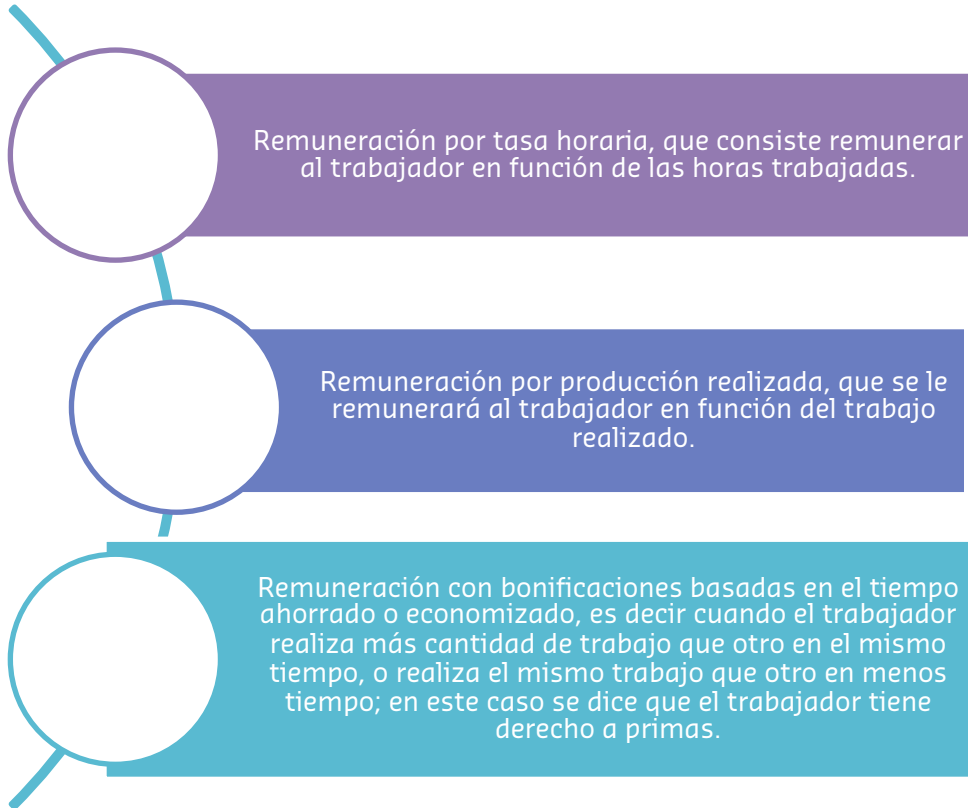 Remuneración por tasa horaria, que consiste remunerar
al trabajador en función de las horas trabajadas.
Remuneración por producción realizada, que se le
remunerará al trabajador en función del trabajo
realizado.
Remuneración con bonificaciones basadas en el tiempo
ahorrado o economizado, es decir cuando el trabajador
realiza más cantidad de trabajo que otro en el mismo
tiempo, o realiza el mismo trabajo que otro en menos
tiempo; en este caso se dice que el trabajador tiene
derecho a primas.